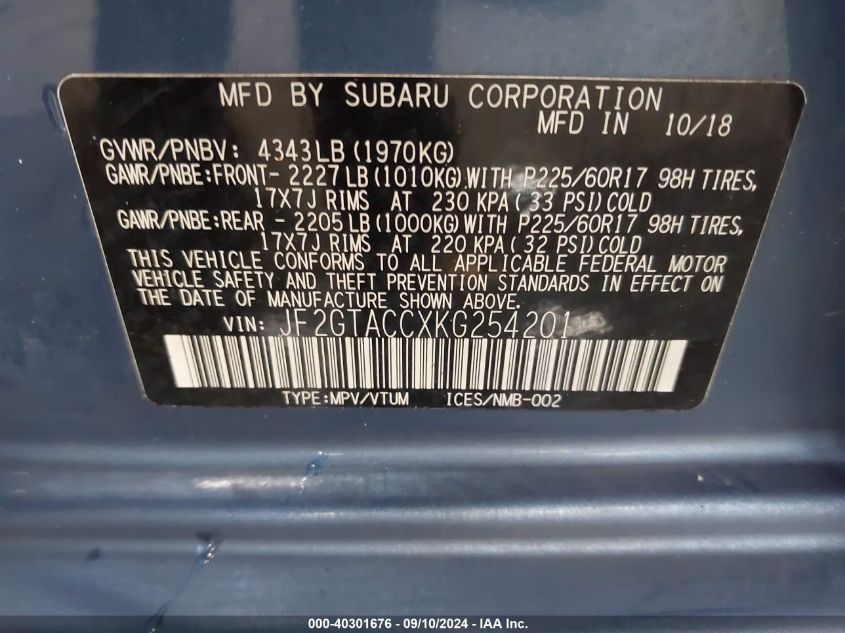 MFD BY SUBARU CORPORATION
MFD IN 10/18
GVWR/PNBV: 4343LB (1970KG)
GAWR/PNBE:FRONT- 2227 LB (1010KG) WITH P225/60R17 98H TIRES,
17X7J RIMS AT 230 KPA ( 33 PSI) COLD
GAWR/PNBE:REAR - 2205 LB (1000KG) WITH P225/60R17 98H TIRES,
17X7J RIMS AT 220 KPA ( 32 PSI) COLD
THIS VEHICLE CONFORMS TO ALL APPLICABLE FEDERAL MOTOR
VEHICLE SAFETY AND THEFT PREVENTION STANDARDS IN EFFECT ON
THE DATE OF MANUFACTURE SHOWN ABOVE.
VIN: JF2GTACCXKG254201
TYPE:MPV/VTUM ICES/NMB-002
000-40301676 - 09/10/2024 - IAA Inc.